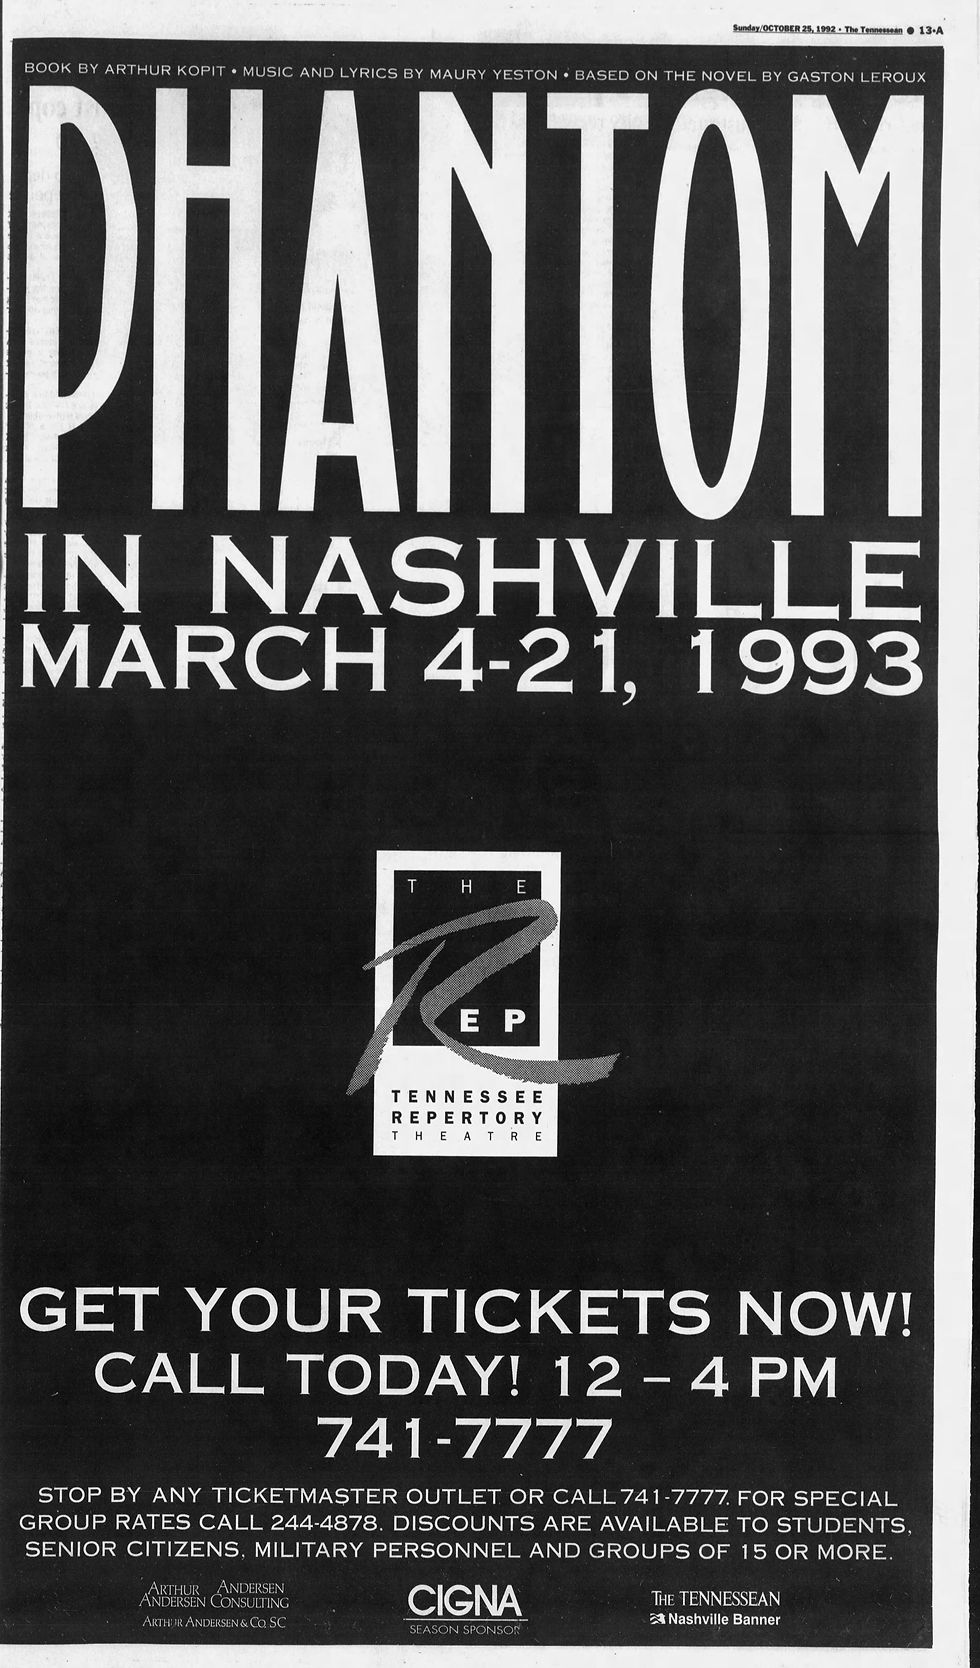 Sunday/OCTOBER 25, 1992 • The Tennessean ● 13-A
BOOK BY ARTHUR KOPIT • MUSIC AND LYRICS BY MAURY YESTON • BASED ON THE NOVEL BY GASTON LEROUX
PHANTOM
IN NASHVILLE
MARCH 4-21, 1993
THE
REP
TENNESSEE
REPERTORY
THEATRE
GET YOUR TICKETS NOW!
CALL TODAY! 12 – 4 PM
741-7777
STOP BY ANY TICKETMASTER OUTLET OR CALL 741-7777. FOR SPECIAL
GROUP RATES CALL 244-4878. DISCOUNTS ARE AVAILABLE TO STUDENTS,
SENIOR CITIZENS, MILITARY PERSONNEL AND GROUPS OF 15 OR MORE.
ARTHUR ANDERSEN
ANDERSEN CONSULTING
ARTHUR ANDERSEN & CO. SC
CIGNA
SEASON SPONSOR
THE TENNESSEAN
Nashville Banner